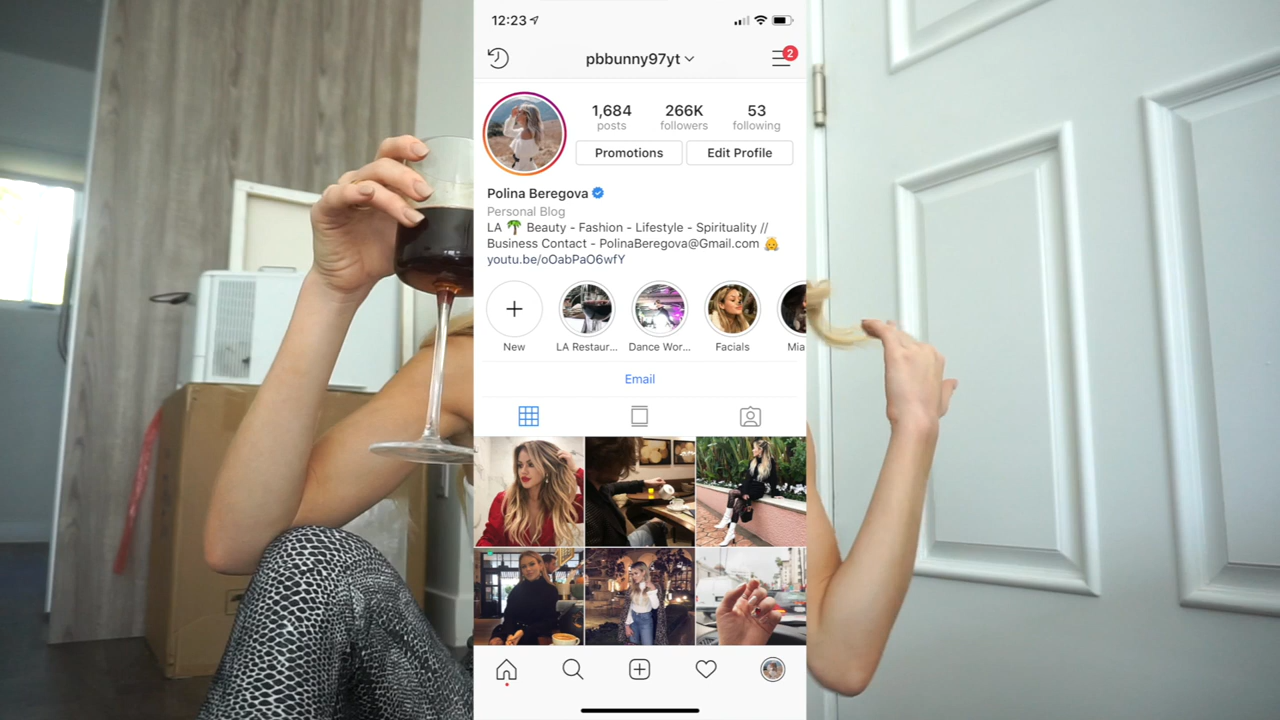 12:23
pbbunny97yt
2
1,684 266K 53
posts followers following
Promotions Edit Profile
Polina Beregova
Personal Blog
LA 🌴 Beauty - Fashion - Lifestyle - Spirituality //
Business Contact - PolinaBeregova@Gmail.com 👸
youtu.be/oOabPaO6wfY
New LA Restaur... Dance Wor... Facials Mia
Email